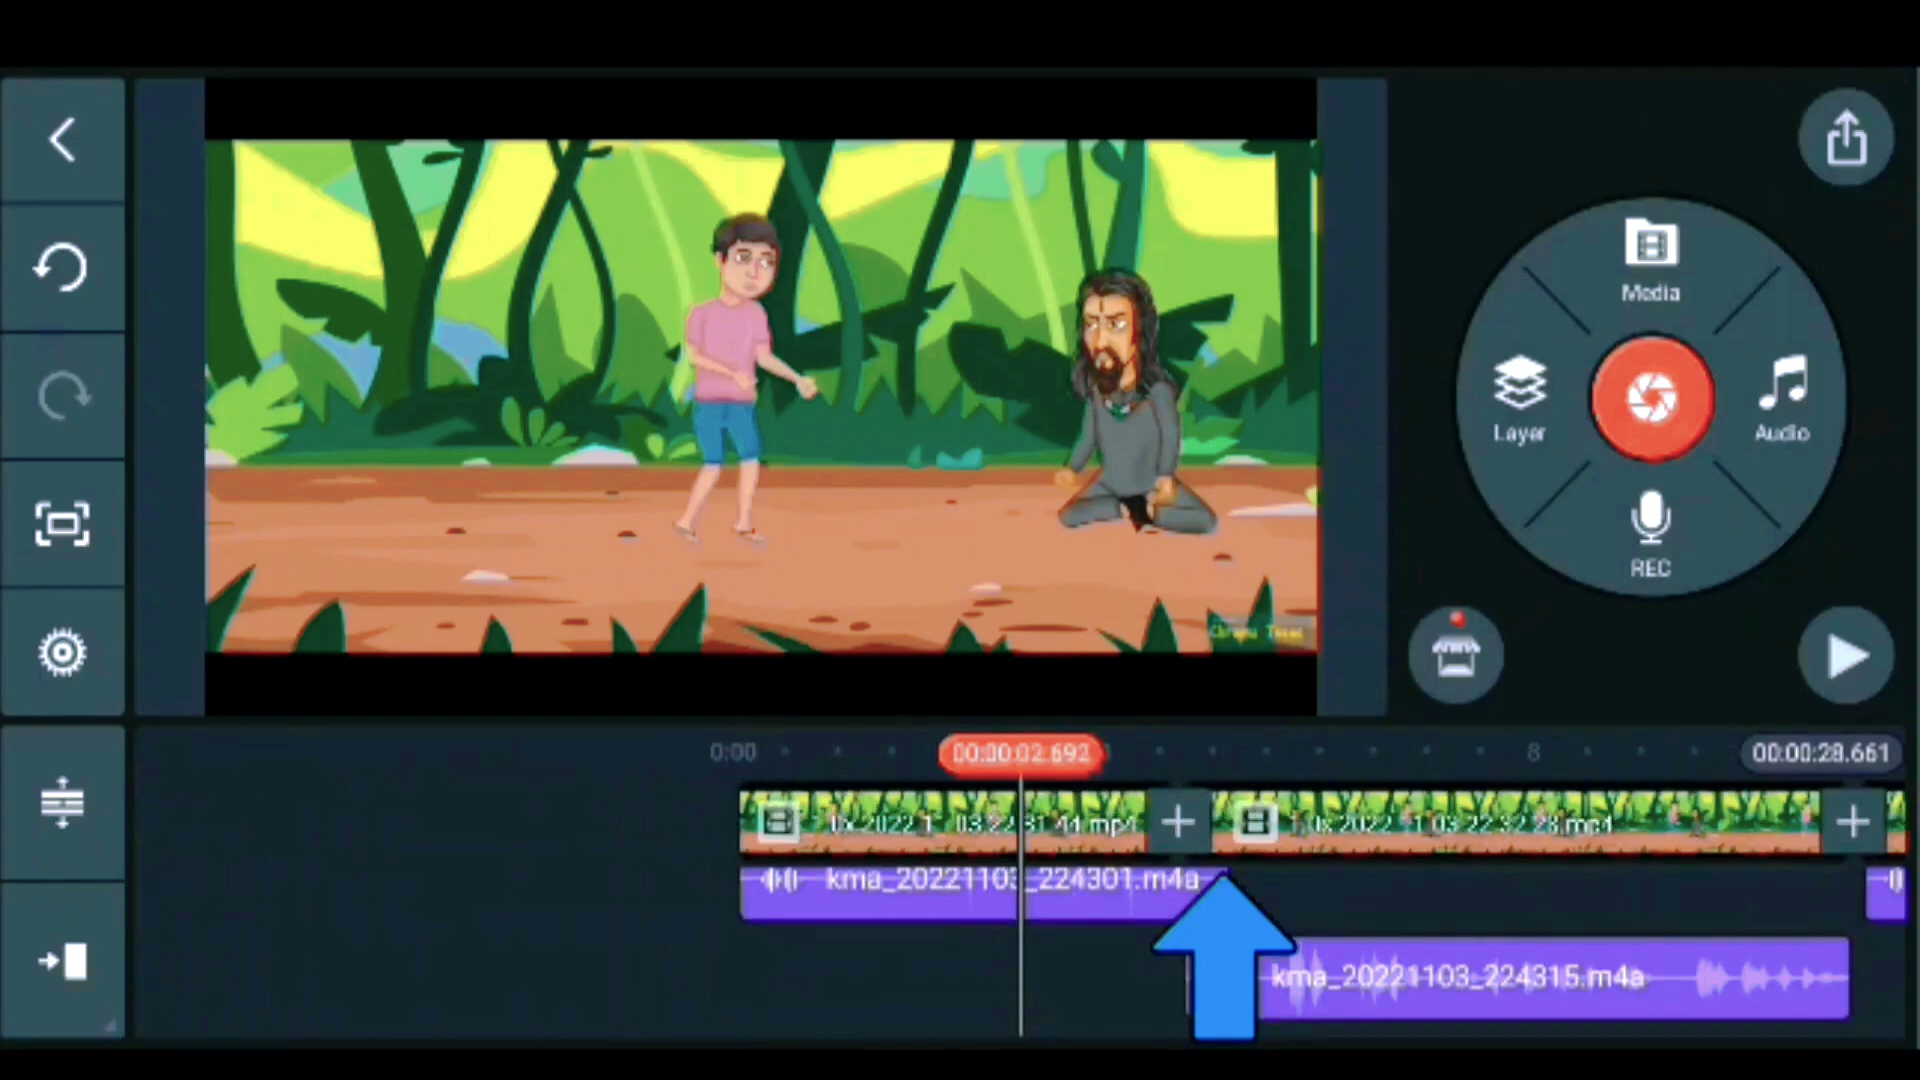 Media
Layer
Audio
REC
0:00
00:00:02.692
8
00:00:28.661
kma_20221103_224301.m4a
kma_20221103_224315.m4a